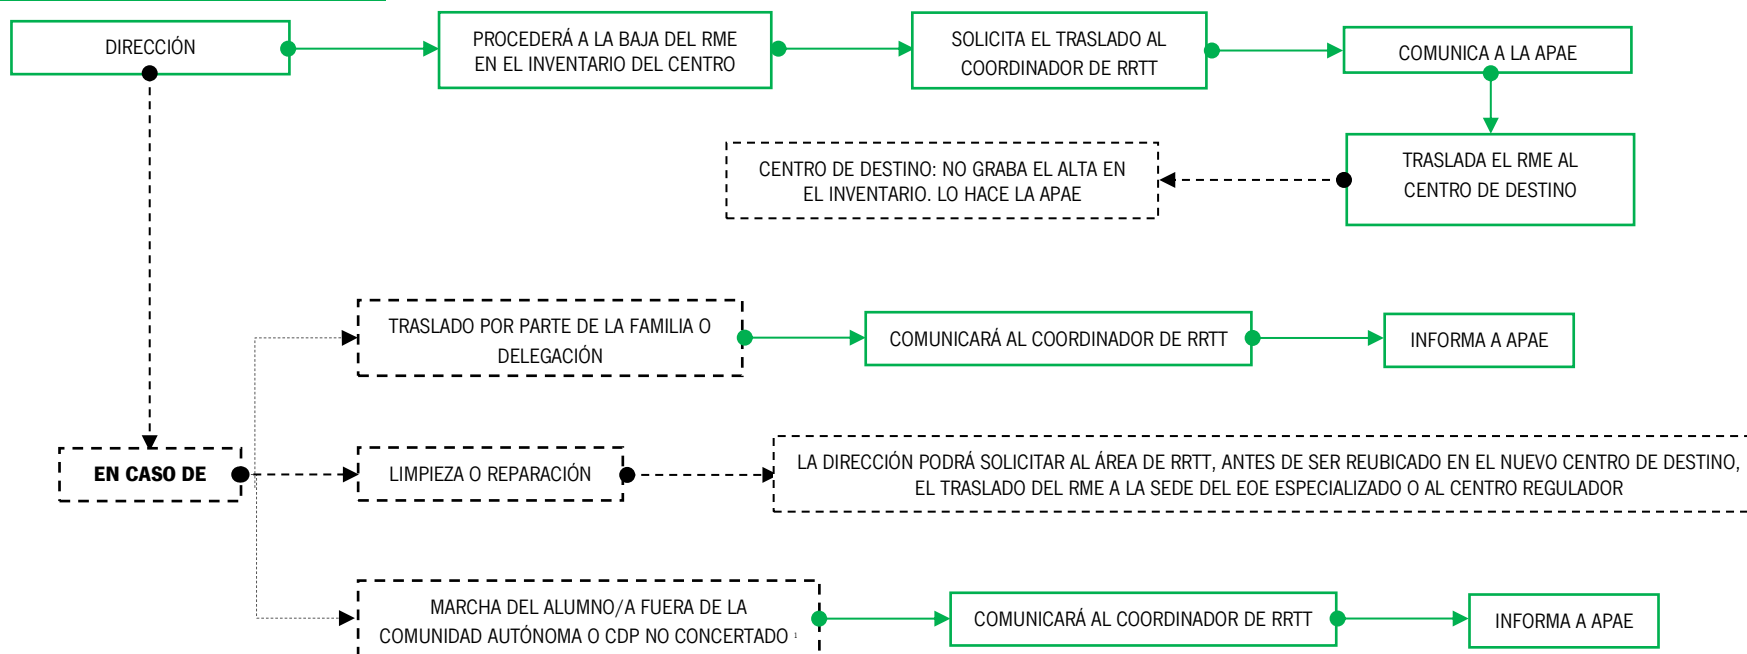 DIRECCIÓN
PROCEDERÁ A LA BAJA DEL RME
EN EL INVENTARIO DEL CENTRO
SOLICITA EL TRASLADO AL
COORDINADOR DE RRTT
COMUNICA A LA APAE
TRASLADA EL RME AL
CENTRO DE DESTINO
CENTRO DE DESTINO: NO GRABA EL ALTA EN
EL INVENTARIO. LO HACE LA APAE
TRASLADO POR PARTE DE LA FAMILIA O
DELEGACIÓN
COMUNICARÁ AL COORDINADOR DE RRTT
INFORMA A APAE
EN CASO DE
LIMPIEZA O REPARACIÓN
LA DIRECCIÓN PODRÁ SOLICITAR AL ÁREA DE RRTT, ANTES DE SER REUBICADO EN EL NUEVO CENTRO DE DESTINO,
EL TRASLADO DEL RME A LA SEDE DEL EOE ESPECIALIZADO O AL CENTRO REGULADOR
MARCHA DEL ALUMNO/A FUERA DE LA
COMUNIDAD AUTÓNOMA O CDP NO CONCERTADO ¹
COMUNICARÁ AL COORDINADOR DE RRTT
INFORMA A APAE